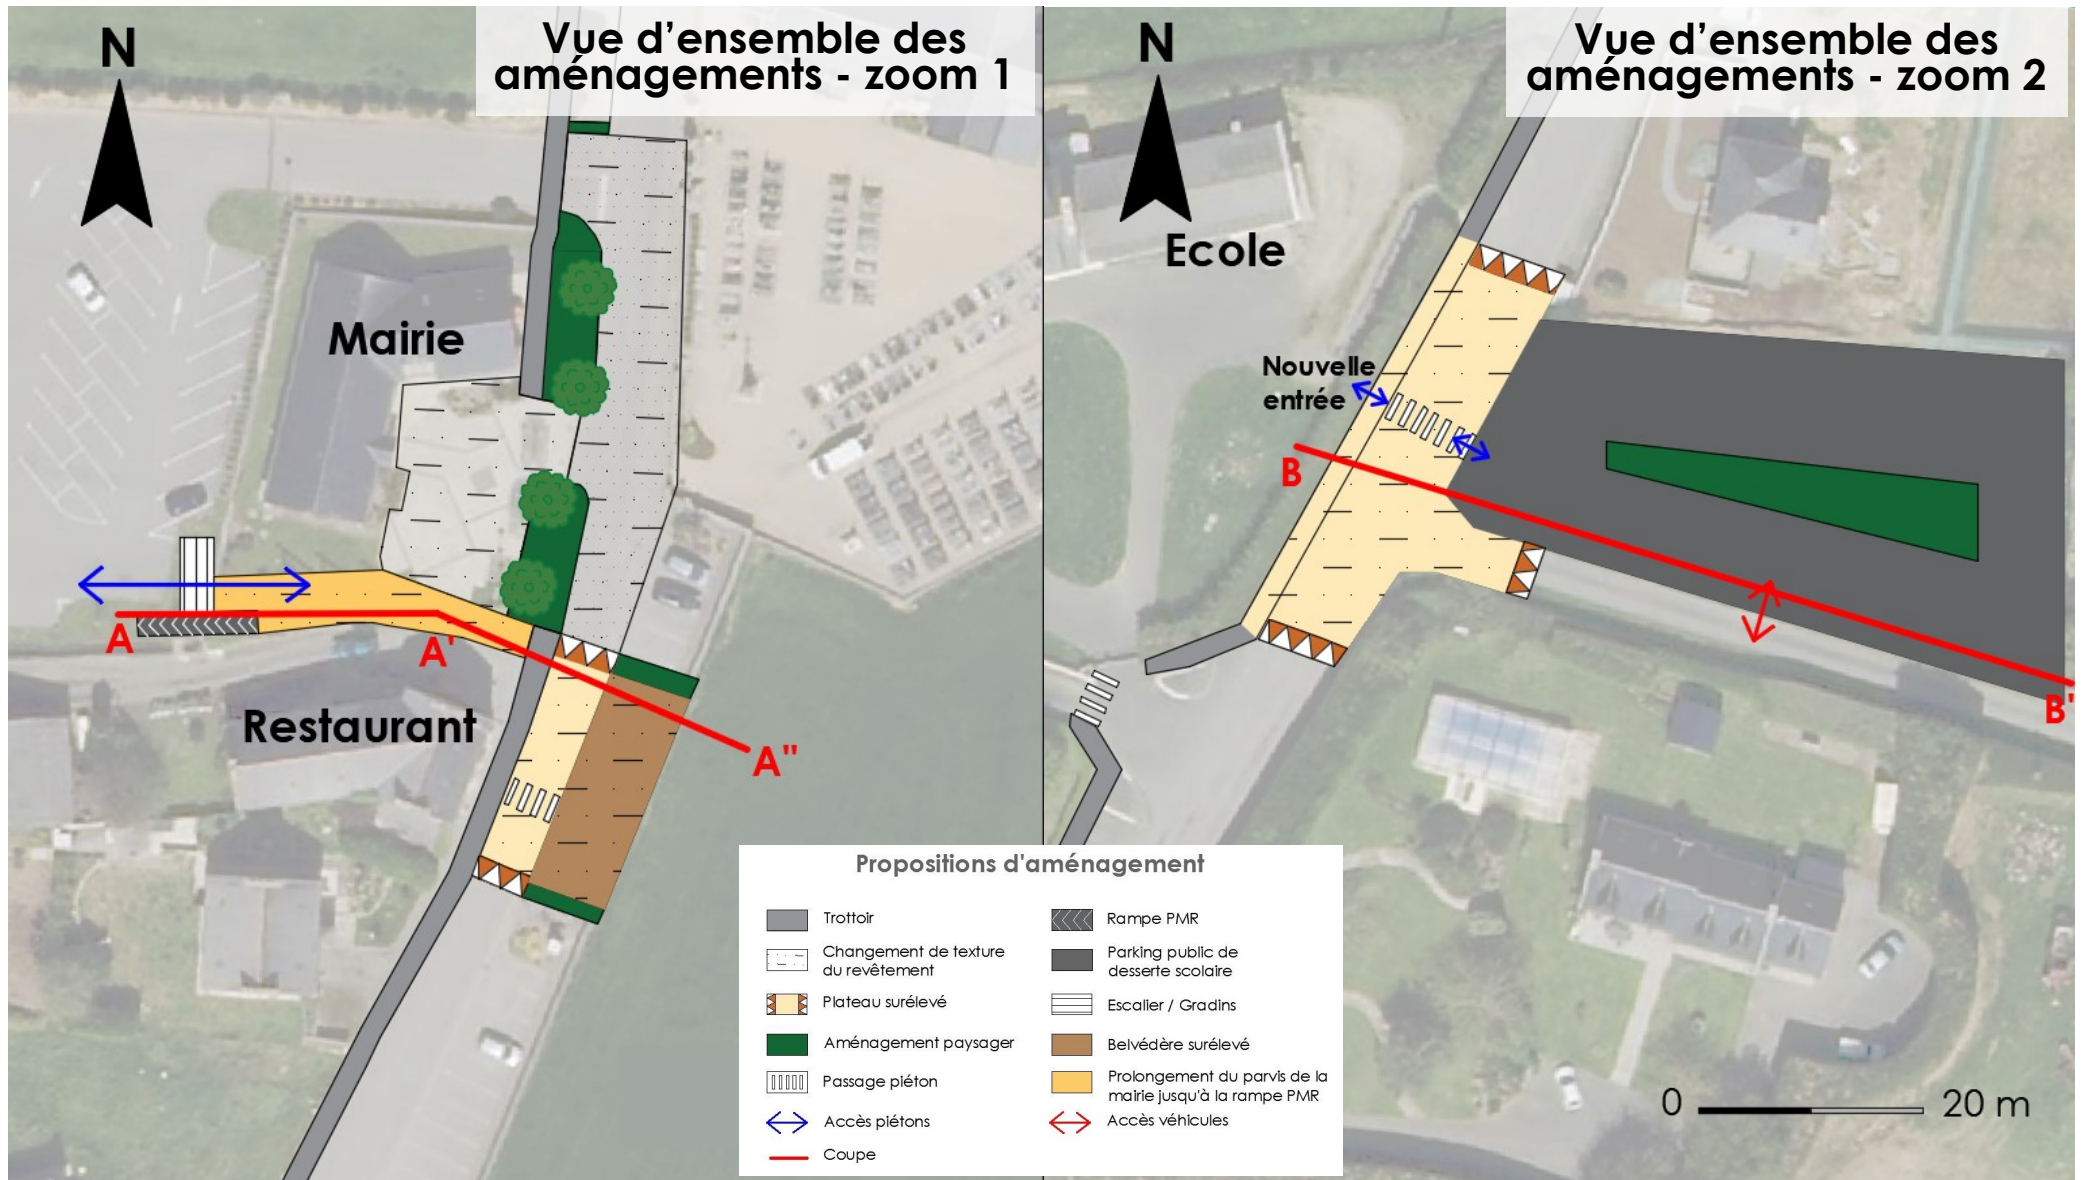 N
Vue d'ensemble des
aménagements - zoom 1
Mairie
A
A'
Restaurant
A"
N
Vue d'ensemble des
aménagements - zoom 2
Ecole
Nouvelle
entrée
B
B'
0 20 m
Propositions d'aménagement
Trottoir
Changement de texture
du revêtement
Plateau surélevé
Aménagement paysager
Passage piéton
Accès piétons
Coupe
Rampe PMR
Parking public de
desserte scolaire
Escalier / Gradins
Belvédère surélevé
Prolongement du parvis de la
mairie jusqu'à la rampe PMR
Accès véhicules